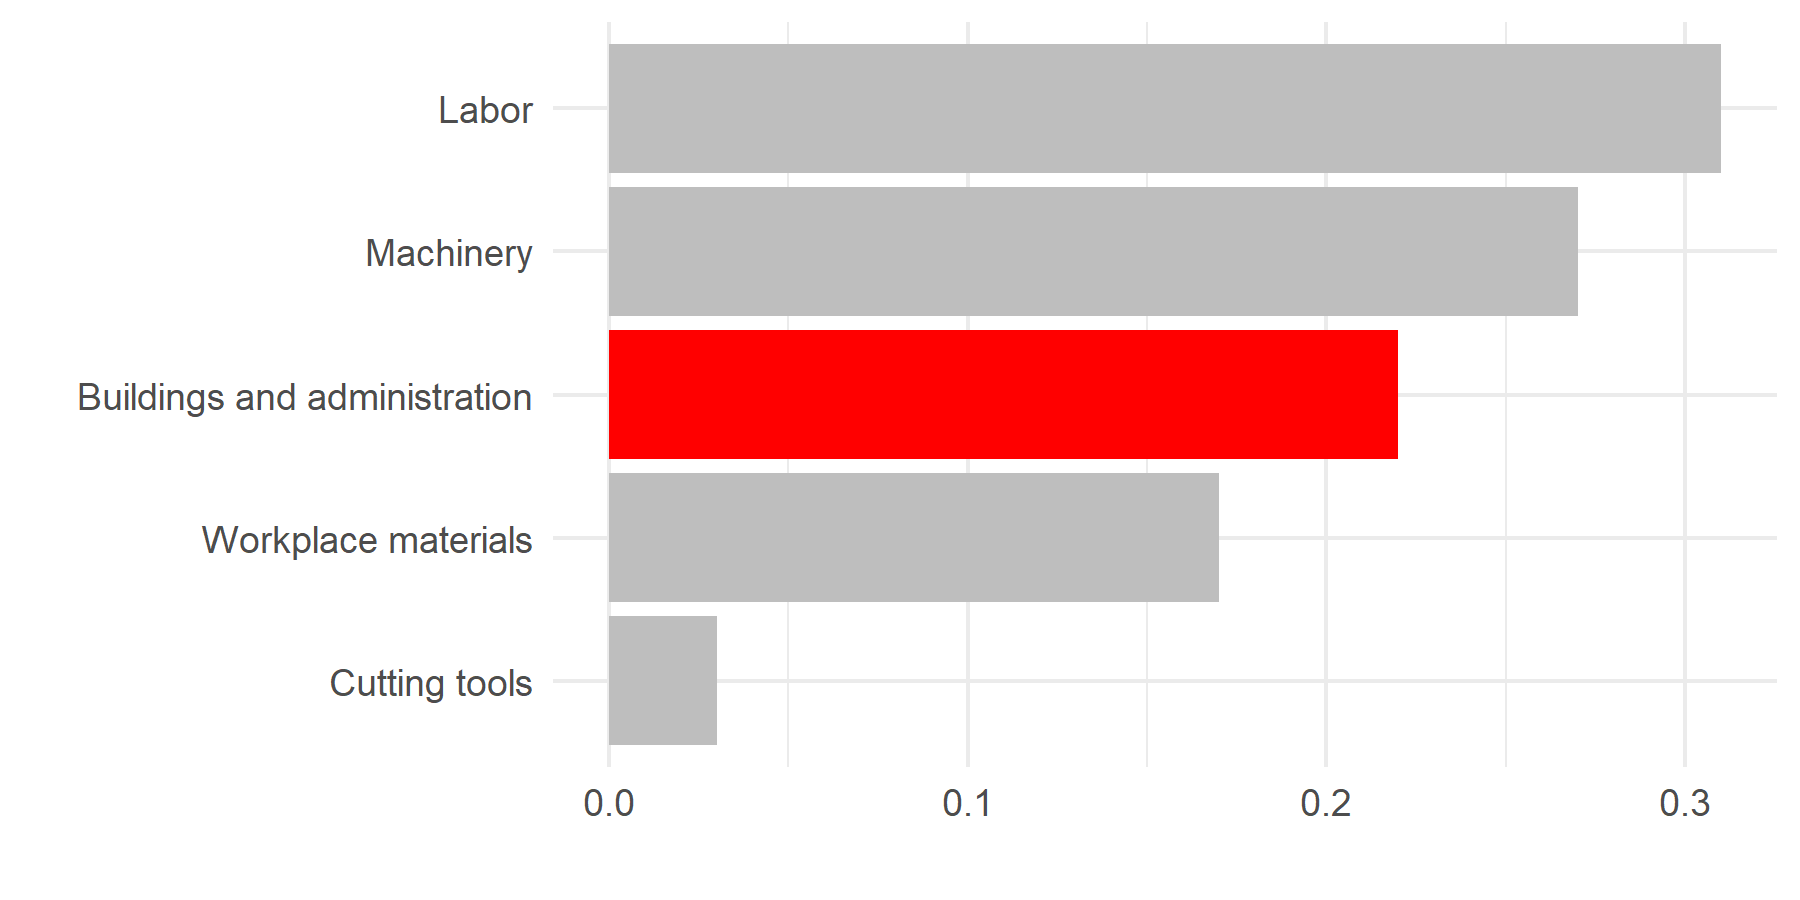 Labor
Machinery
Buildings and administration
Workplace materials
Cutting tools
0.0 0.1 0.2 0.3